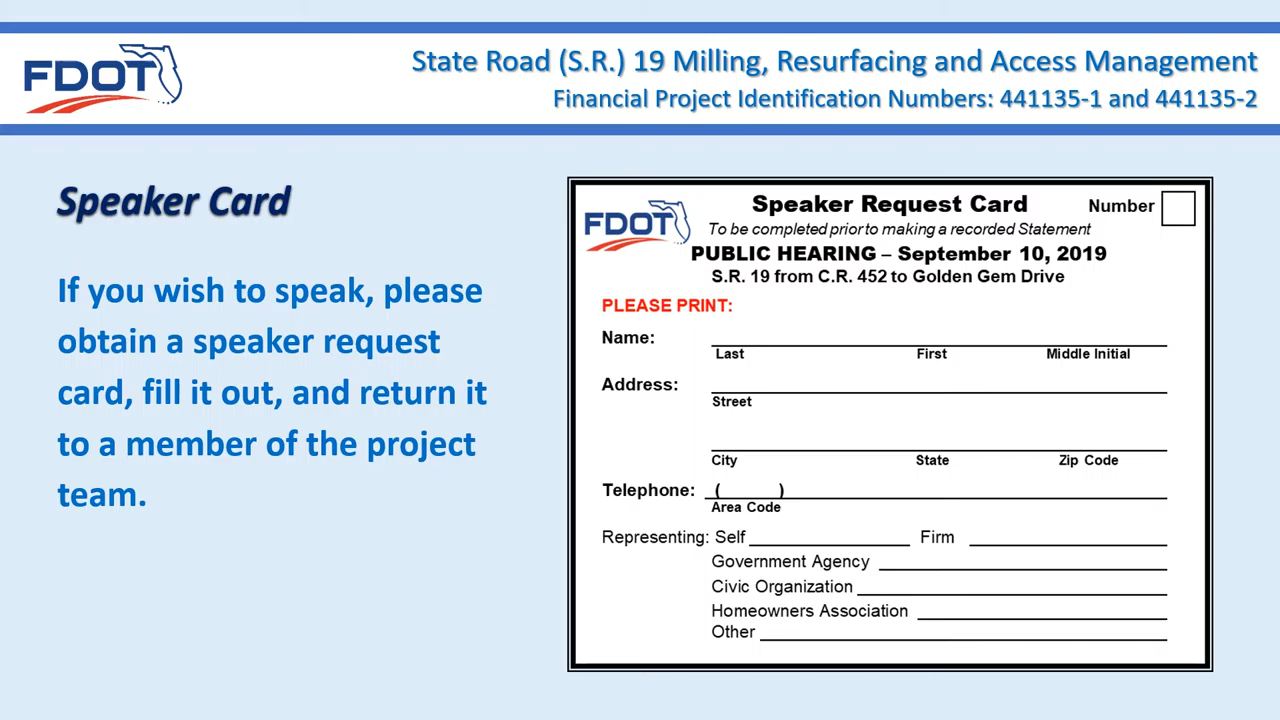 FDOT
State Road (S.R.) 19 Milling, Resurfacing and Access Management
Financial Project Identification Numbers: 441135-1 and 441135-2
Speaker Card
If you wish to speak, please
obtain a speaker request
card, fill it out, and return it
to a member of the project
team.
FDOT
Speaker Request Card
Number
To be completed prior to making a recorded Statement
PUBLIC HEARING – September 10, 2019
S.R. 19 from C.R. 452 to Golden Gem Drive
PLEASE PRINT:
Name:
Last First Middle Initial
Address:
Street
City State Zip Code
Telephone: ( )
Area Code
Representing: Self Firm
Government Agency
Civic Organization
Homeowners Association
Other